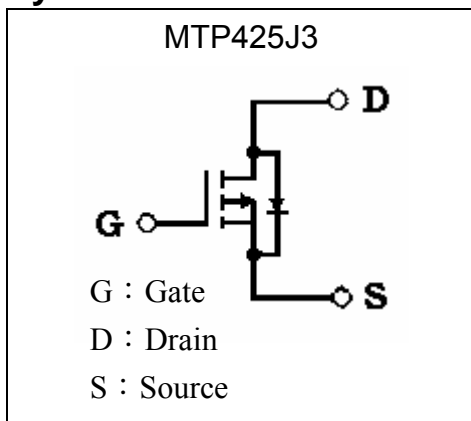 MTP425J3
D
G
S
G：Gate
D：Drain
S：Source